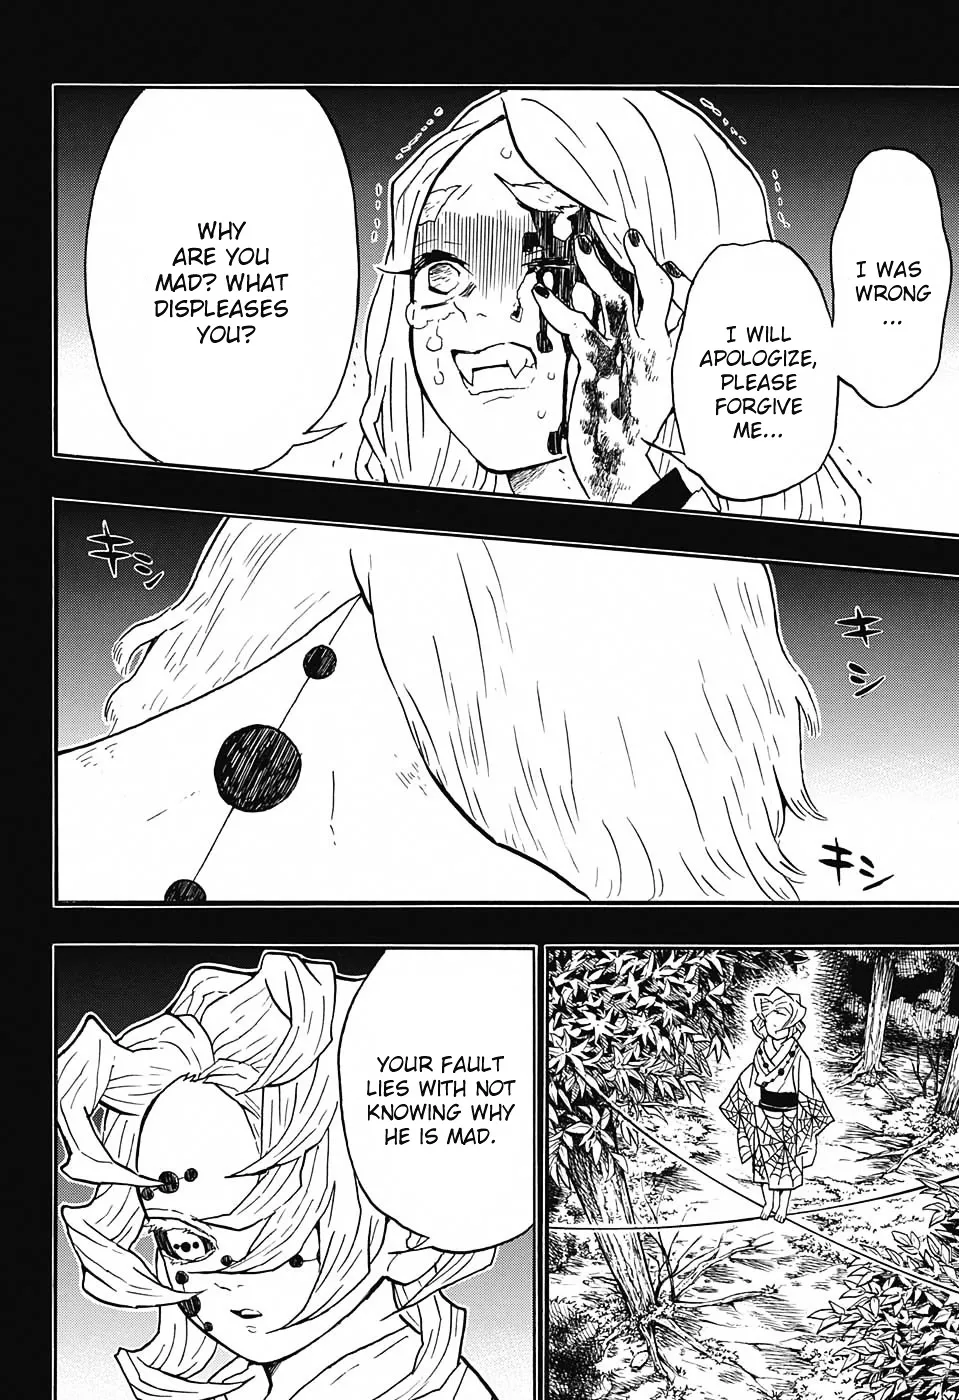 I WAS
WRONG
...
I WILL
APOLOGIZE,
PLEASE
FORGIVE
ME...
WHY
ARE YOU
MAD? WHAT
DISPLEASES
YOU?
キシ
キシ
キシ
YOUR FAULT
LIES WITH NOT
KNOWING WHY
HE IS MAD.